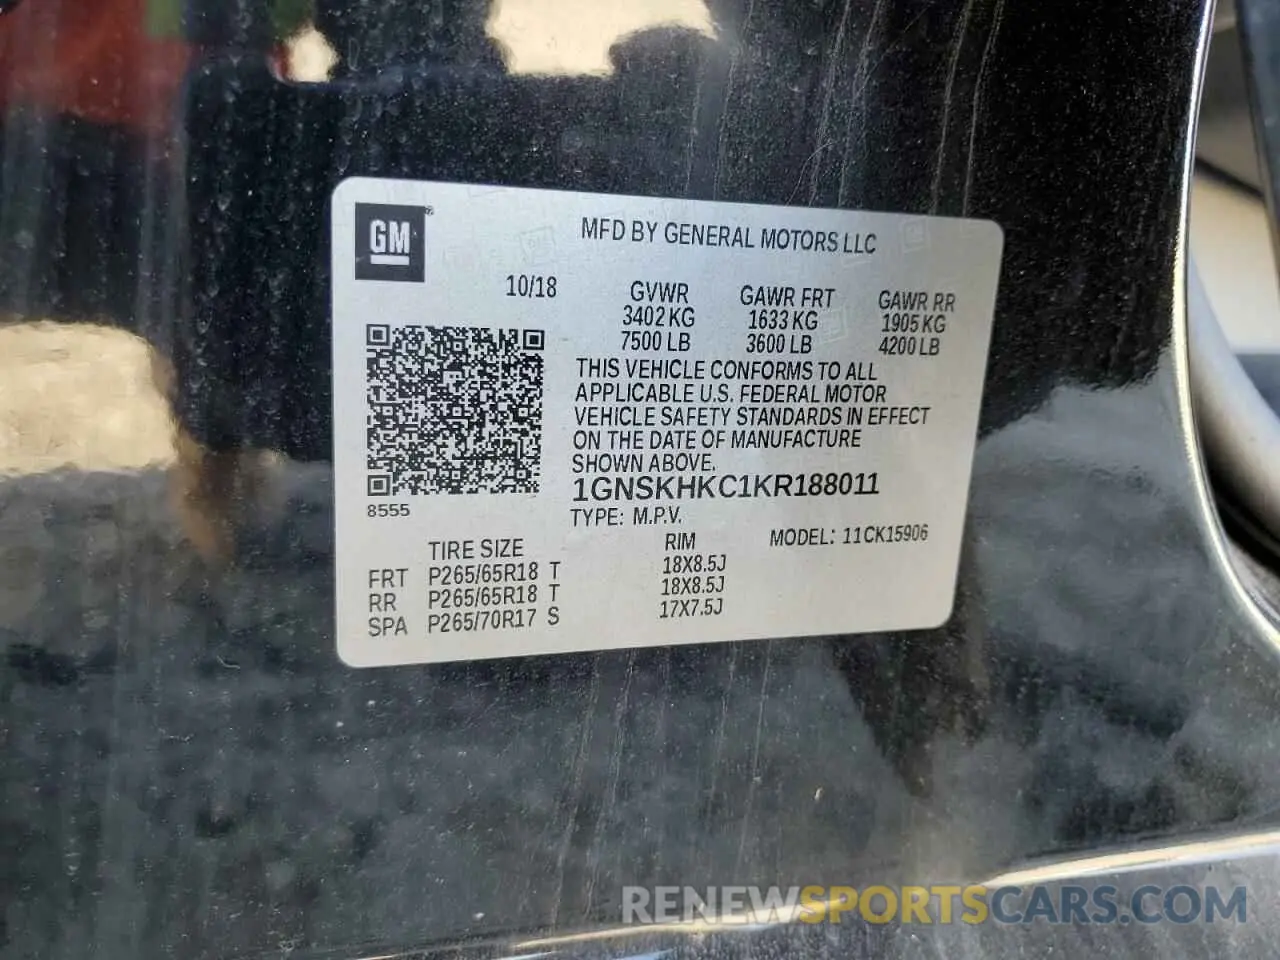 GM
MFD BY GENERAL MOTORS LLC
10/18
GVWR GAWR FRT GAWR RR
3402 KG 1633 KG 1905 KG
7500 LB 3600 LB 4200 LB
THIS VEHICLE CONFORMS TO ALL
APPLICABLE U.S. FEDERAL MOTOR
VEHICLE SAFETY STANDARDS IN EFFECT
ON THE DATE OF MANUFACTURE
SHOWN ABOVE.
1GNSKHKC1KR188011
8555
TYPE: M.P.V. MODEL: 11CK15906
TIRE SIZE RIM
FRT P265/65R18 T 18X8.5J
RR P265/65R18 T 18X8.5J
SPA P265/70R17 S 17X7.5J
RENEWSPORTSCARS.COM